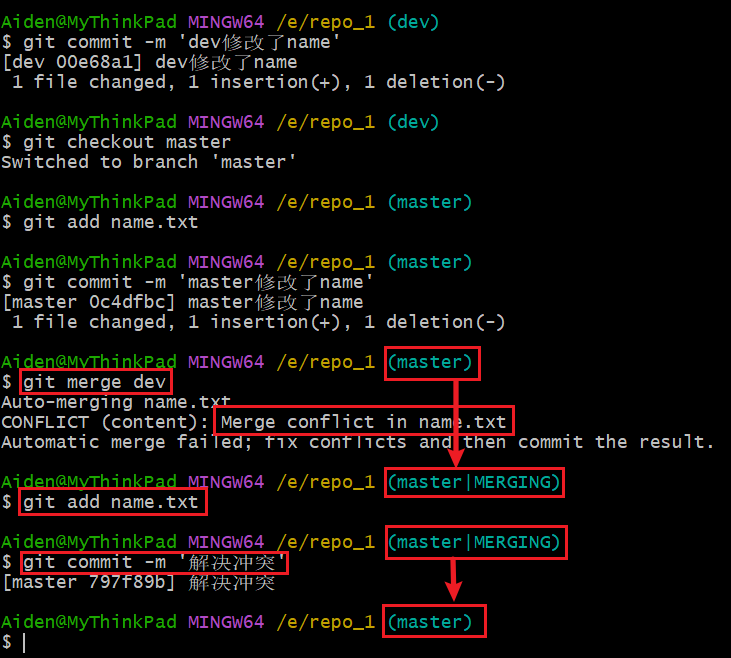 Aiden@MyThinkPad MINGW64 /e/repo_1 (dev)
$ git commit -m 'dev修改了name'
[dev 00e68a1] dev修改了name
 1 file changed, 1 insertion(+), 1 deletion(-)
Aiden@MyThinkPad MINGW64 /e/repo_1 (dev)
$ git checkout master
Switched to branch 'master'
Aiden@MyThinkPad MINGW64 /e/repo_1 (master)
$ git add name.txt
Aiden@MyThinkPad MINGW64 /e/repo_1 (master)
$ git commit -m 'master修改了name'
[master 0c4dfbc] master修改了name
 1 file changed, 1 insertion(+), 1 deletion(-)
Aiden@MyThinkPad MINGW64 /e/repo_1 (master)
$ git merge dev
Auto-merging name.txt
CONFLICT (content): Merge conflict in name.txt
Automatic merge failed; fix conflicts and then commit the result.
Aiden@MyThinkPad MINGW64 /e/repo_1 (master|MERGING)
$ git add name.txt
Aiden@MyThinkPad MINGW64 /e/repo_1 (master|MERGING)
$ git commit -m '解决冲突'
[master 797f89b] 解决冲突
Aiden@MyThinkPad MINGW64 /e/repo_1 (master)
$